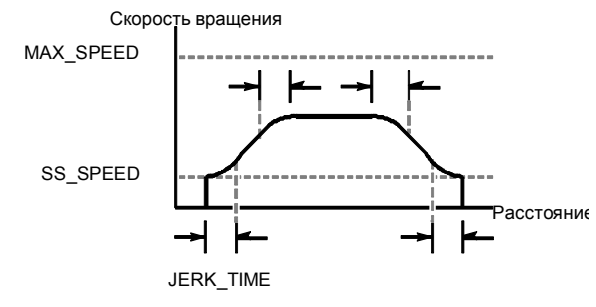 Скорость вращения
MAX_SPEED
SS_SPEED
Расстояние
JERK_TIME